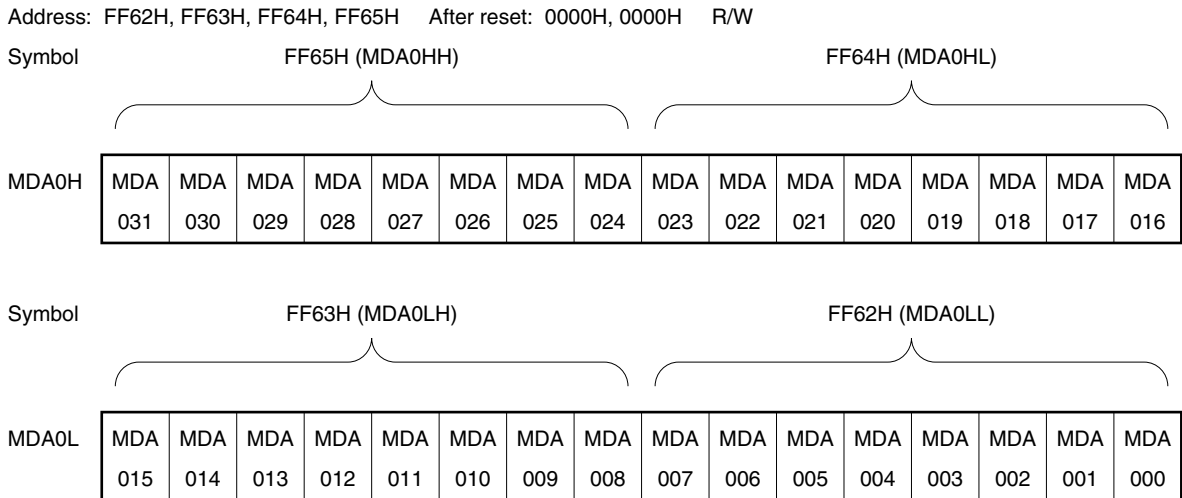 Address: FF62H, FF63H, FF64H, FF65H After reset: 0000H, 0000H R/W
Symbol FF65H (MDA0HH) FF64H (MDA0HL)
MDA0H MDA MDA MDA MDA MDA MDA MDA MDA MDA MDA MDA MDA MDA MDA MDA MDA
031 030 029 028 027 026 025 024 023 022 021 020 019 018 017 016
Symbol FF63H (MDA0LH) FF62H (MDA0LL)
MDA0L MDA MDA MDA MDA MDA MDA MDA MDA MDA MDA MDA MDA MDA MDA MDA MDA
015 014 013 012 011 010 009 008 007 006 005 004 003 002 001 000